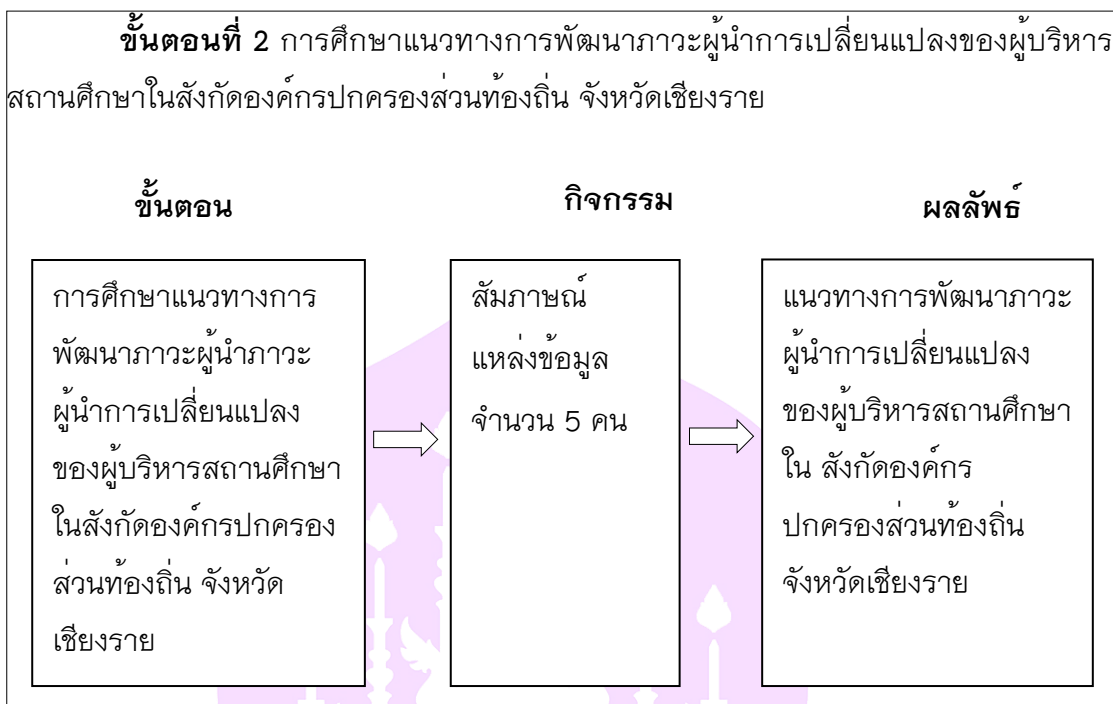 ขั้นตอนที่ 2 การศึกษาแนวทางการพัฒนาภาวะผู้นำการเปลี่ยนแปลงของผู้บริหาร
สถานศึกษาในสังกัดองค์กรปกครองส่วนท้องถิ่น จังหวัดเชียงราย
ขั้นตอน
การศึกษาแนวทางการ
พัฒนาภาวะผู้นำภาวะ
ผู้นำการเปลี่ยนแปลง
ของผู้บริหารสถานศึกษา
ในสังกัดองค์กรปกครอง
ส่วนท้องถิ่น จังหวัด
เชียงราย
กิจกรรม
สัมภาษณ์
แหล่งข้อมูล
จำนวน 5 คน
ผลลัพธ์
แนวทางการพัฒนาภาวะ
ผู้นำการเปลี่ยนแปลง
ของผู้บริหารสถานศึกษา
ใน สังกัดองค์กร
ปกครองส่วนท้องถิ่น
จังหวัดเชียงราย